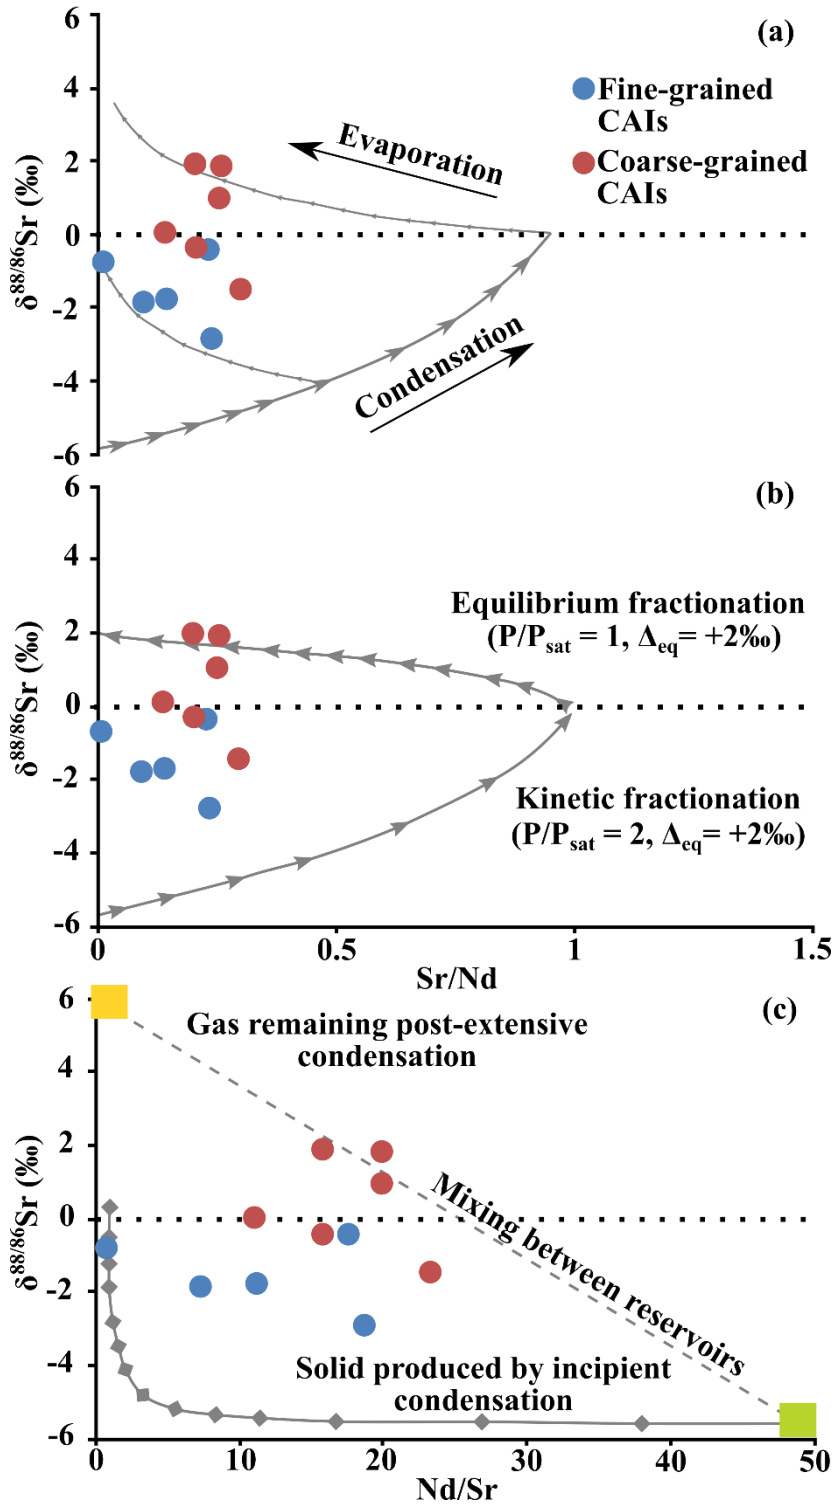 6
(a)
Fine-grained
CAIs
4
Evaporation
Coarse-grained
CAIs
2
δ88/86Sr (‰)
0
-2
Condensation
-4
-6
6
(b)
4
Equilibrium fractionation
(P/Psat = 1, Δeq= +2‰)
2
δ88/86Sr (‰)
0
-2
Kinetic fractionation
(P/Psat = 2, Δeq= +2‰)
-4
-6
0 0.5 1 1.5
Sr/Nd
6
(c)
Gas remaining post-extensive
condensation
4
2
Mixing between reservoirs
δ88/86Sr (‰)
0
-2
Solid produced by incipient
condensation
-4
-6
0 10 20 30 40 50
Nd/Sr